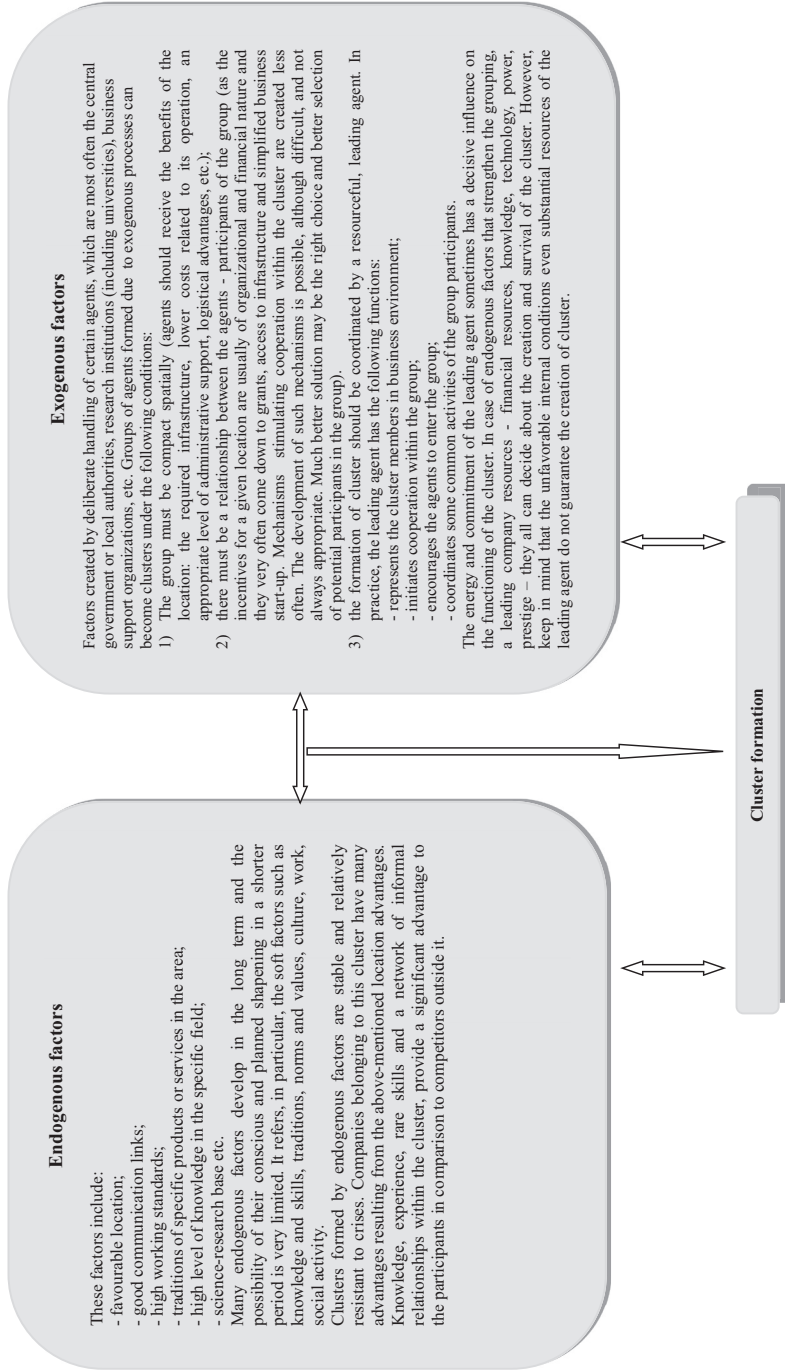 Endogenous factors
These factors include:
- favourable location;
- good communication links;
- high working standards;
- traditions of specific products or services in the area;
- high level of knowledge in the specific field;
- science-research base etc.
Many endogenous factors develop in the long term and the
possibility of their conscious and planned shapening in a shorter
period is very limited. It refers, in particular, the soft factors such as
knowledge and skills, traditions, norms and values, culture, work,
social activity.
Clusters formed by endogenous factors are stable and relatively
resistant to crises. Companies belonging to this cluster have many
advantages resulting from the above-mentioned location advantages.
Knowledge, experience, rare skills and a network of informal
relationships within the cluster, provide a significant advantage to
the participants in comparison to competitors outside it.
Exogenous factors
Factors created by deliberate handling of certain agents, which are most often the central
government or local authorities, research institutions (including universities), business
support organizations, etc. Groups of agents formed due to exogenous processes can
become clusters under the following conditions:
1) The group must be compact spatially (agents should receive the benefits of the
location: the required infrastructure, lower costs related to its operation, an
appropriate level of administrative support, logistical advantages, etc.);
2) there must be a relationship between the agents - participants of the group (as the
incentives for a given location are usually of organizational and financial nature and
they very often come down to grants, access to infrastructure and simplified business
start-up. Mechanisms stimulating cooperation within the cluster are created less
often. The development of such mechanisms is possible, although difficult, and not
always appropriate. Much better solution may be the right choice and better selection
of potential participants in the group).
3) the formation of cluster should be coordinated by a resourceful, leading agent. In
practice, the leading agent has the following functions:
- represents the cluster members in business environment;
- initiates cooperation within the group;
- encourages the agents to enter the group;
- coordinates some common activities of the group participants.
The energy and commitment of the leading agent sometimes has a decisive influence on
the functioning of the cluster. In case of endogenous factors that strengthen the grouping,
a leading company resources - financial resources, knowledge, technology, power,
prestige – they all can decide about the creation and survival of the cluster. However,
keep in mind that the unfavorable internal conditions even substantial resources of the
leading agent do not guarantee the creation of cluster.
Cluster formation